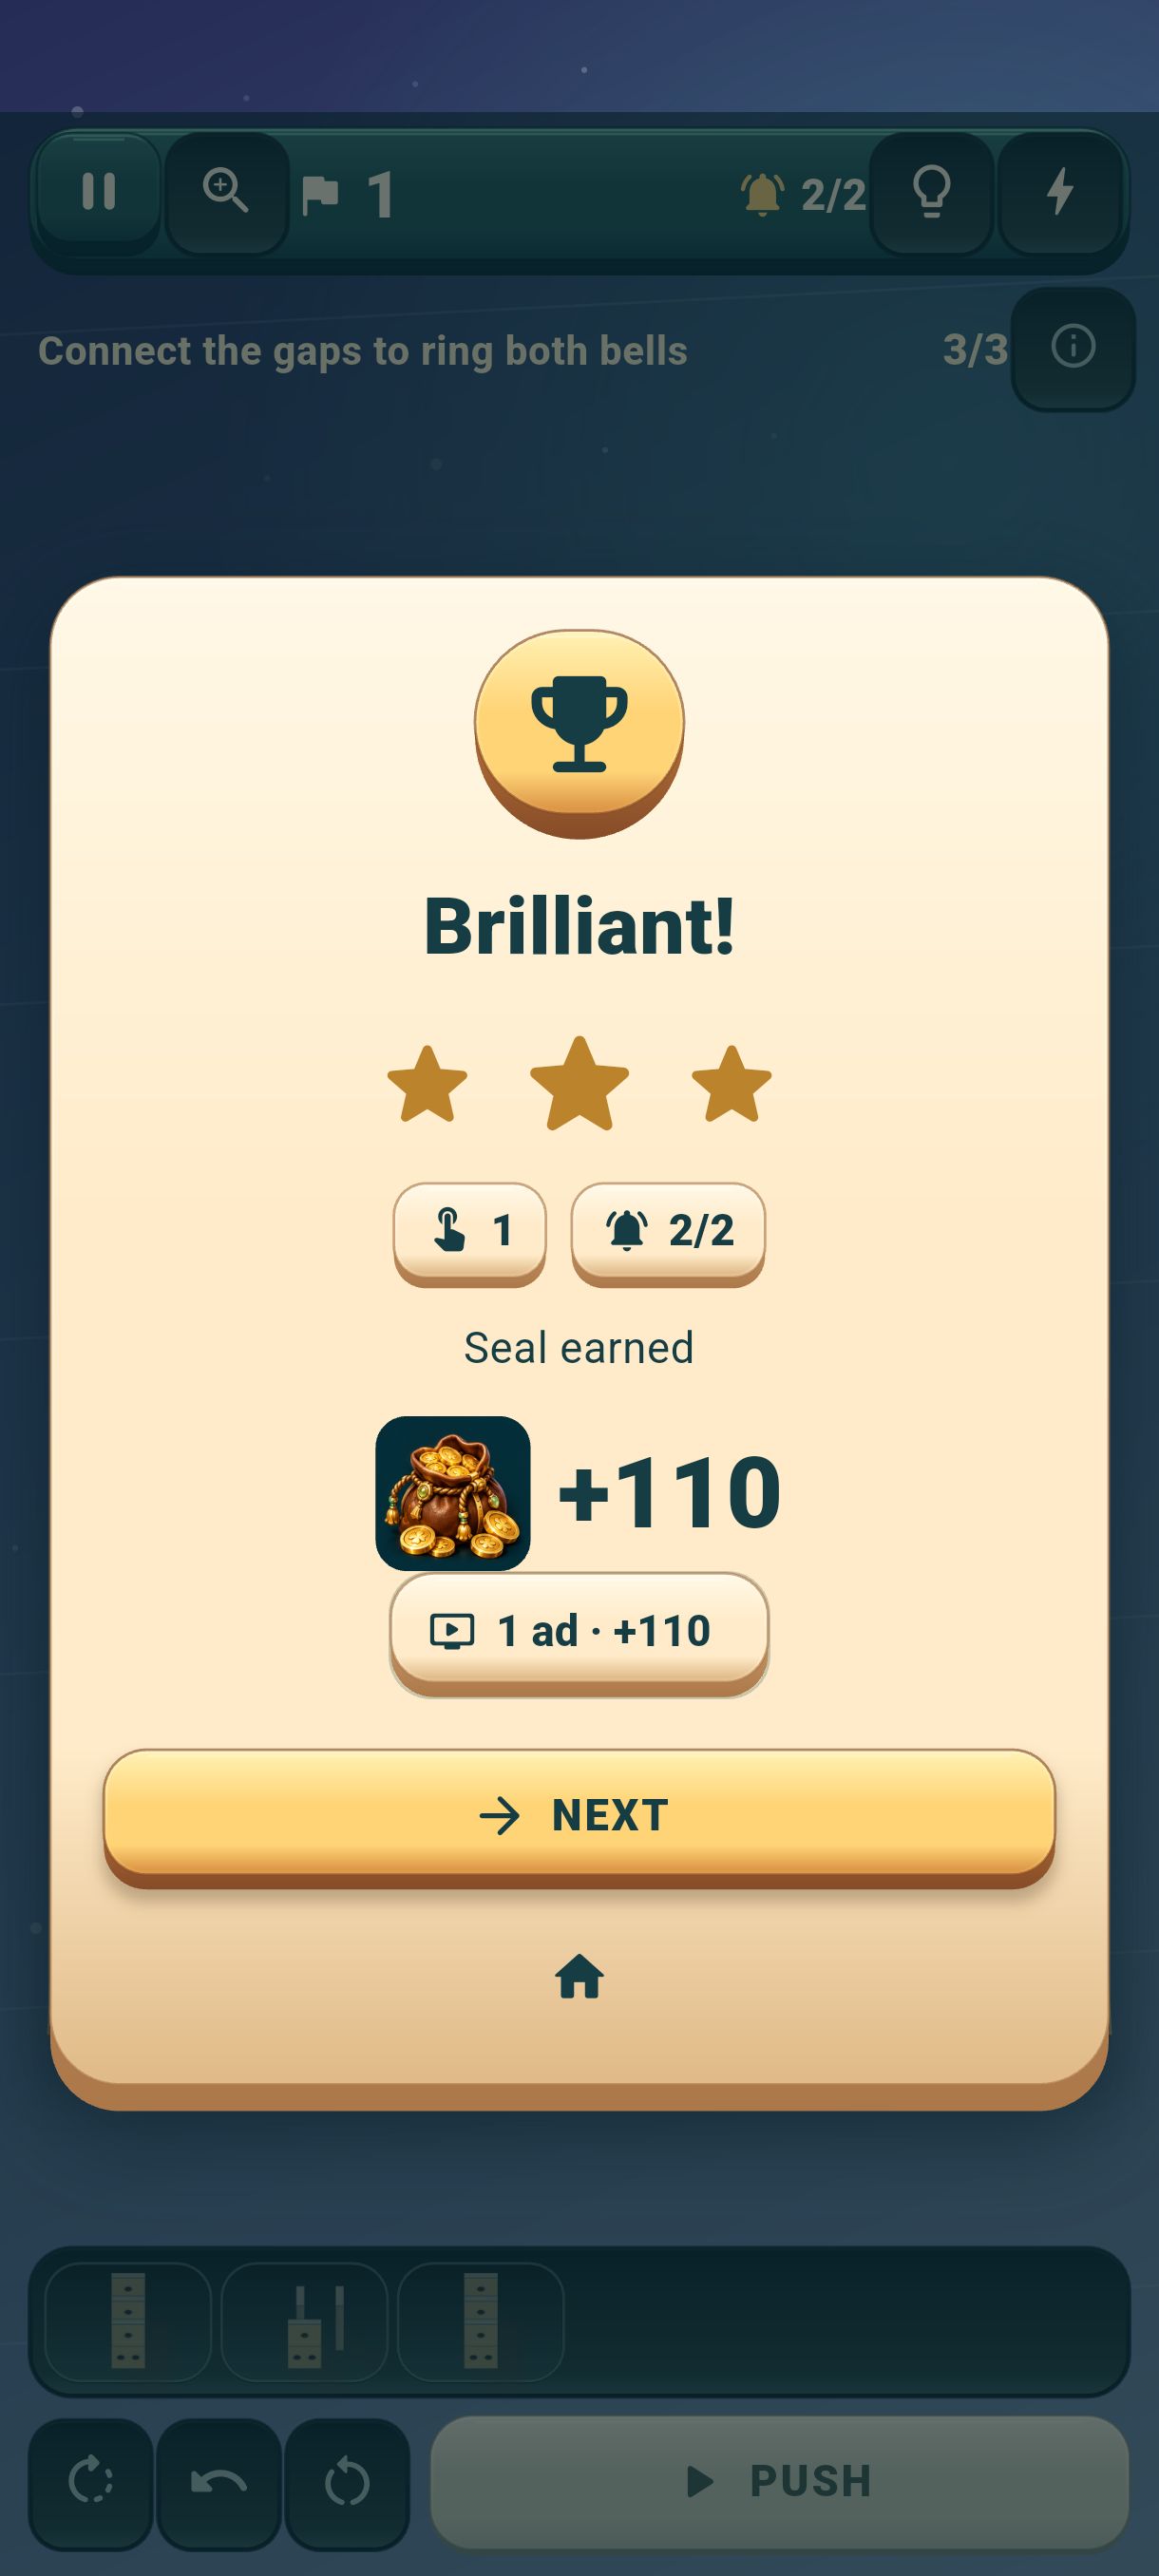 1
2/2
Connect the gaps to ring both bells
3/3
Brilliant!
1
2/2
Seal earned
+110
1 ad · +110
NEXT
PUSH